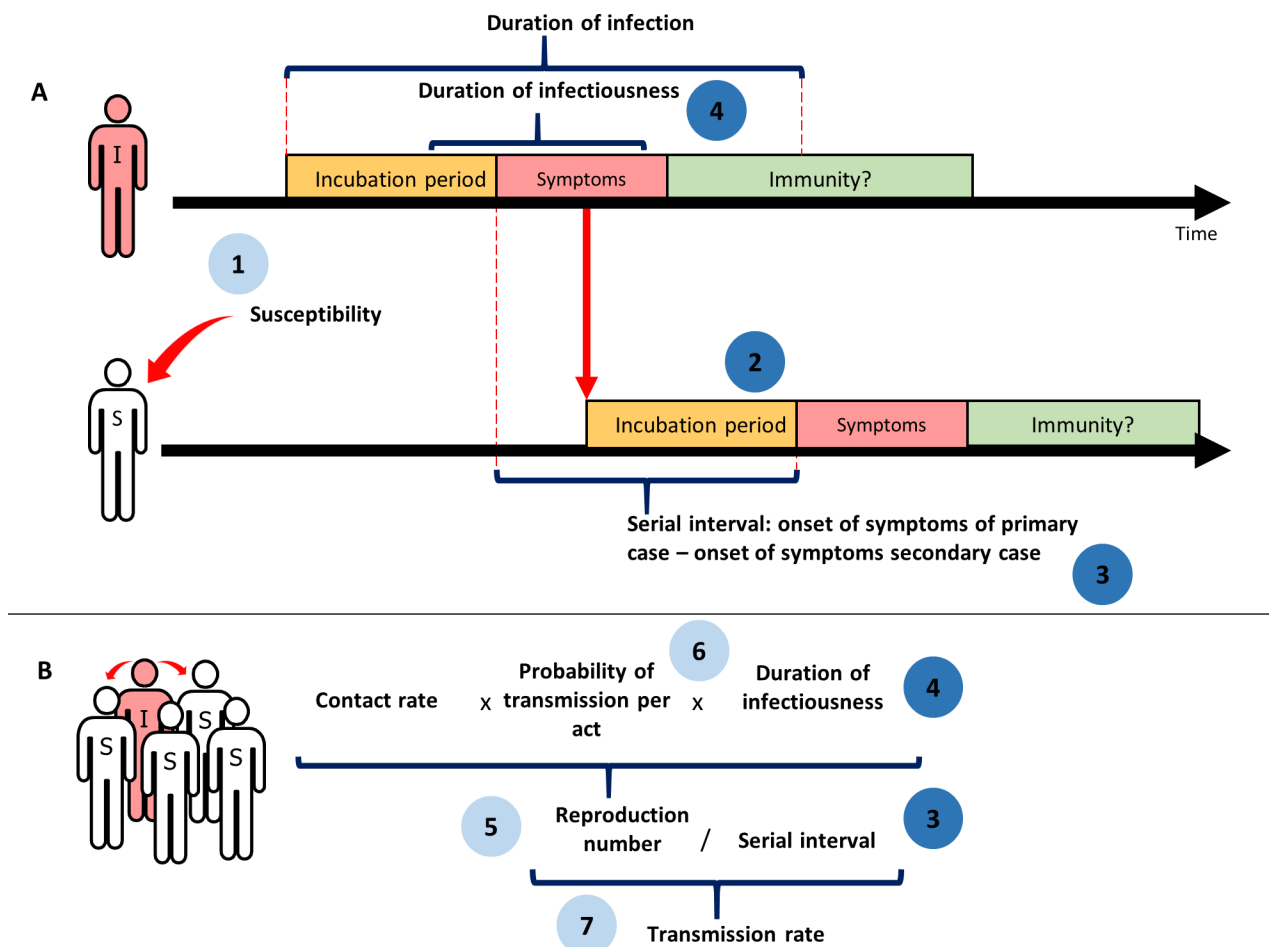 Duration of infection
A
Duration of infectiousness
4
I
Incubation period
Symptoms
Immunity?
Time
1
Susceptibility
2
S
Incubation period
Symptoms
Immunity?
Serial interval: onset of symptoms of primary
case – onset of symptoms secondary case
3
B
6
I
S
S
S
S
Contact rate
x
Probability of
transmission per
act
x
Duration of
infectiousness
4
5
Reproduction
number
/
Serial interval
3
7
Transmission rate